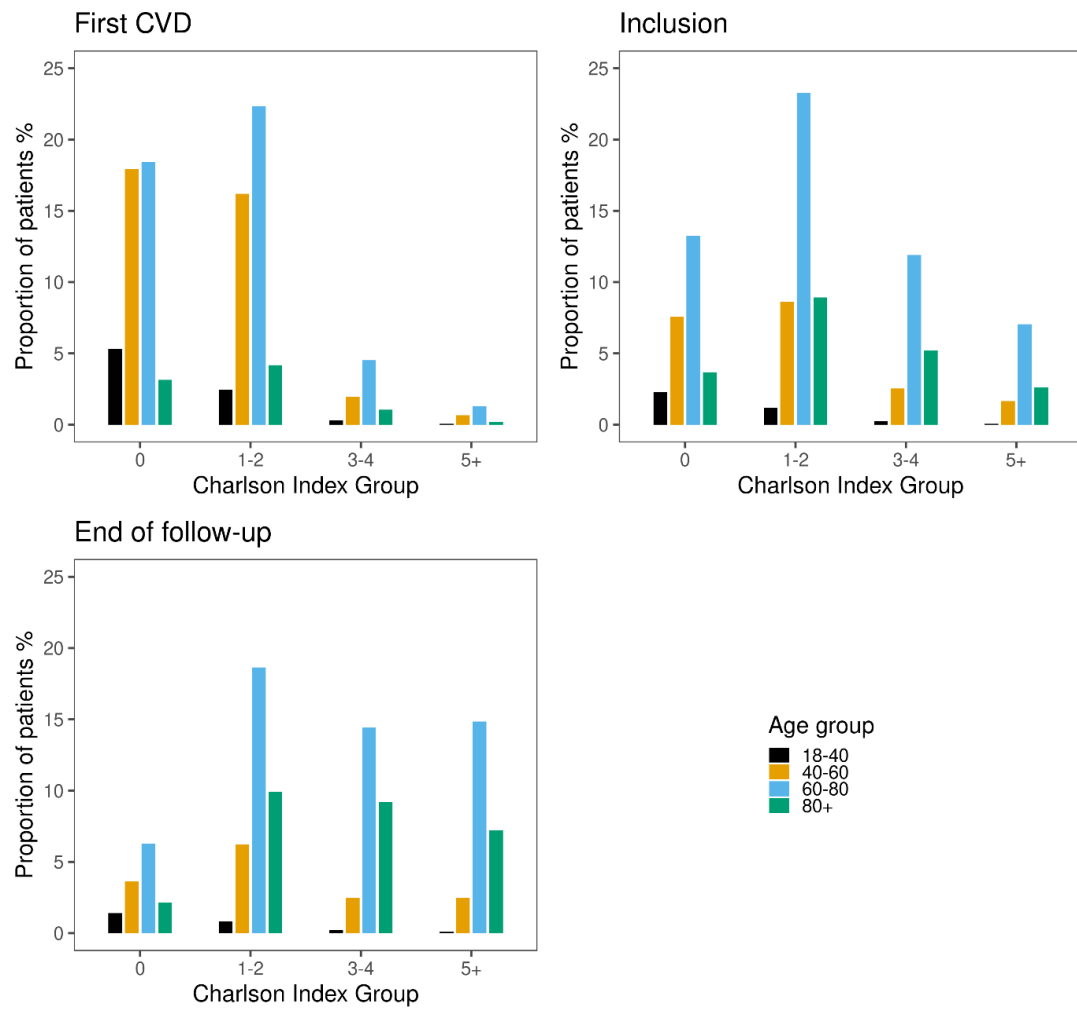 First CVD
Proportion of patients %
25
20
15
10
5
0
0 1-2 3-4 5+
Charlson Index Group
Inclusion
Proportion of patients %
25
20
15
10
5
0
0 1-2 3-4 5+
Charlson Index Group
End of follow-up
Proportion of patients %
25
20
15
10
5
0
0 1-2 3-4 5+
Charlson Index Group
Age group
18-40
40-60
60-80
80+